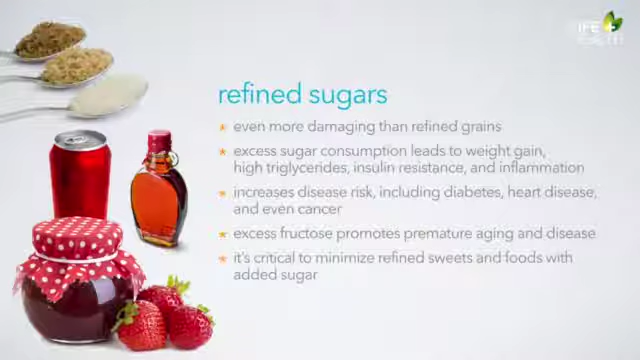 refined sugars
* even more damaging than refined grains
* excess sugar consumption leads to weight gain,
high triglycerides, insulin resistance, and inflammation
* increases disease risk, including diabetes, heart disease,
and even cancer
* excess fructose promotes premature aging and disease
* it's critical to minimize refined sweets and foods with
added sugar